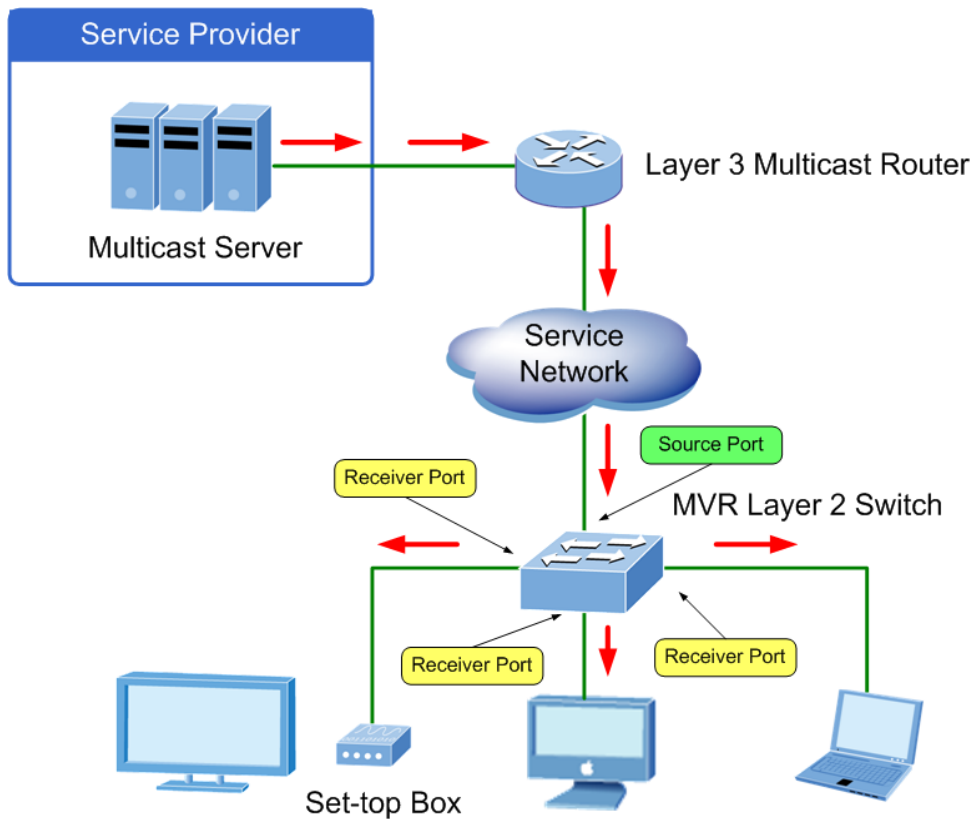 Service Provider
Multicast Server
Layer 3 Multicast Router
Service
Network
Source Port
Receiver Port
MVR Layer 2 Switch
Receiver Port
Receiver Port
Set-top Box